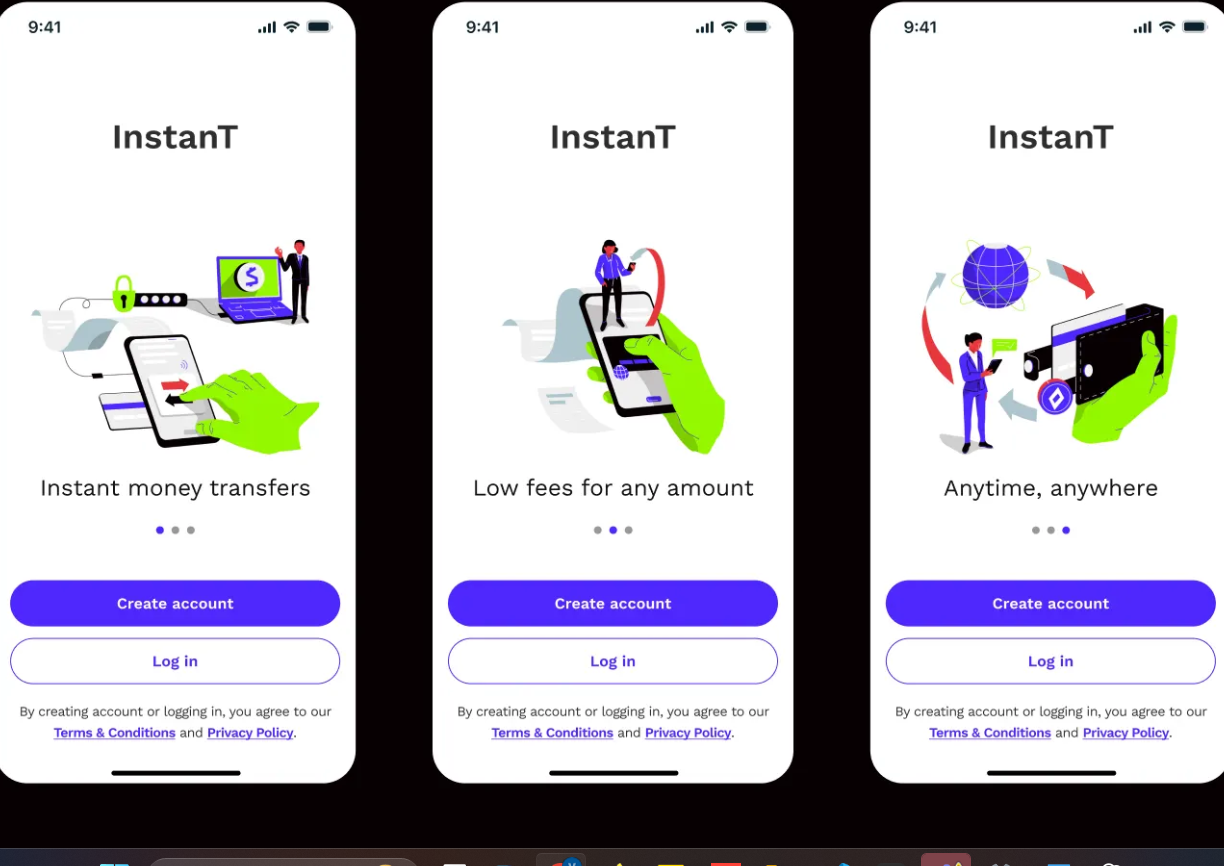 9:41
InstanT
Instant money transfers
Create account
Log in
By creating account or logging in, you agree to our
Terms & Conditions and Privacy Policy.
9:41
InstanT
Low fees for any amount
Create account
Log in
By creating account or logging in, you agree to our
Terms & Conditions and Privacy Policy.
9:41
InstanT
Anytime, anywhere
Create account
Log in
By creating account or logging in, you agree to our
Terms & Conditions and Privacy Policy.